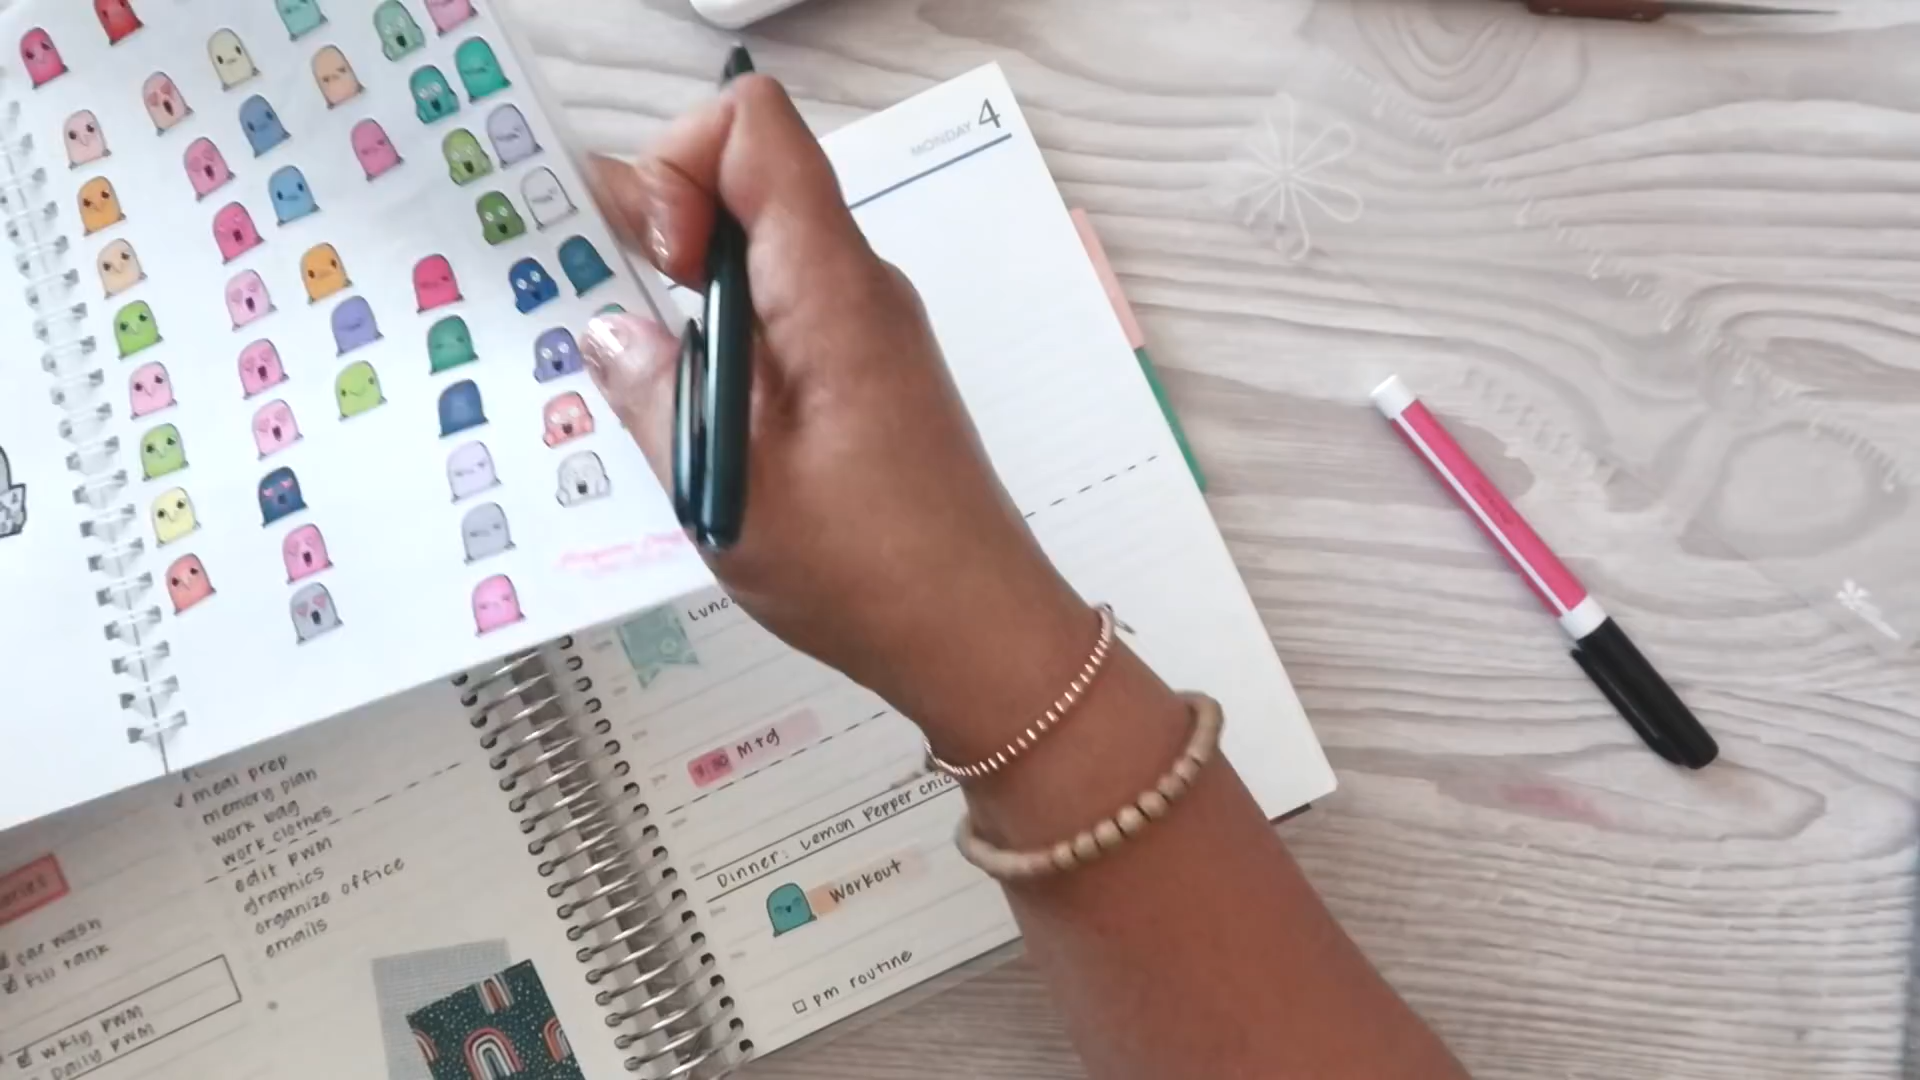 MONDAY 4
meal prep
memory plan
work bag
work clothes
edit PWM
graphics
organize office
emails
car wash
fill tank
wkly PWM
Daily PWM
Mtg
Dinner: Lemon Pepper
Workout
pm routine